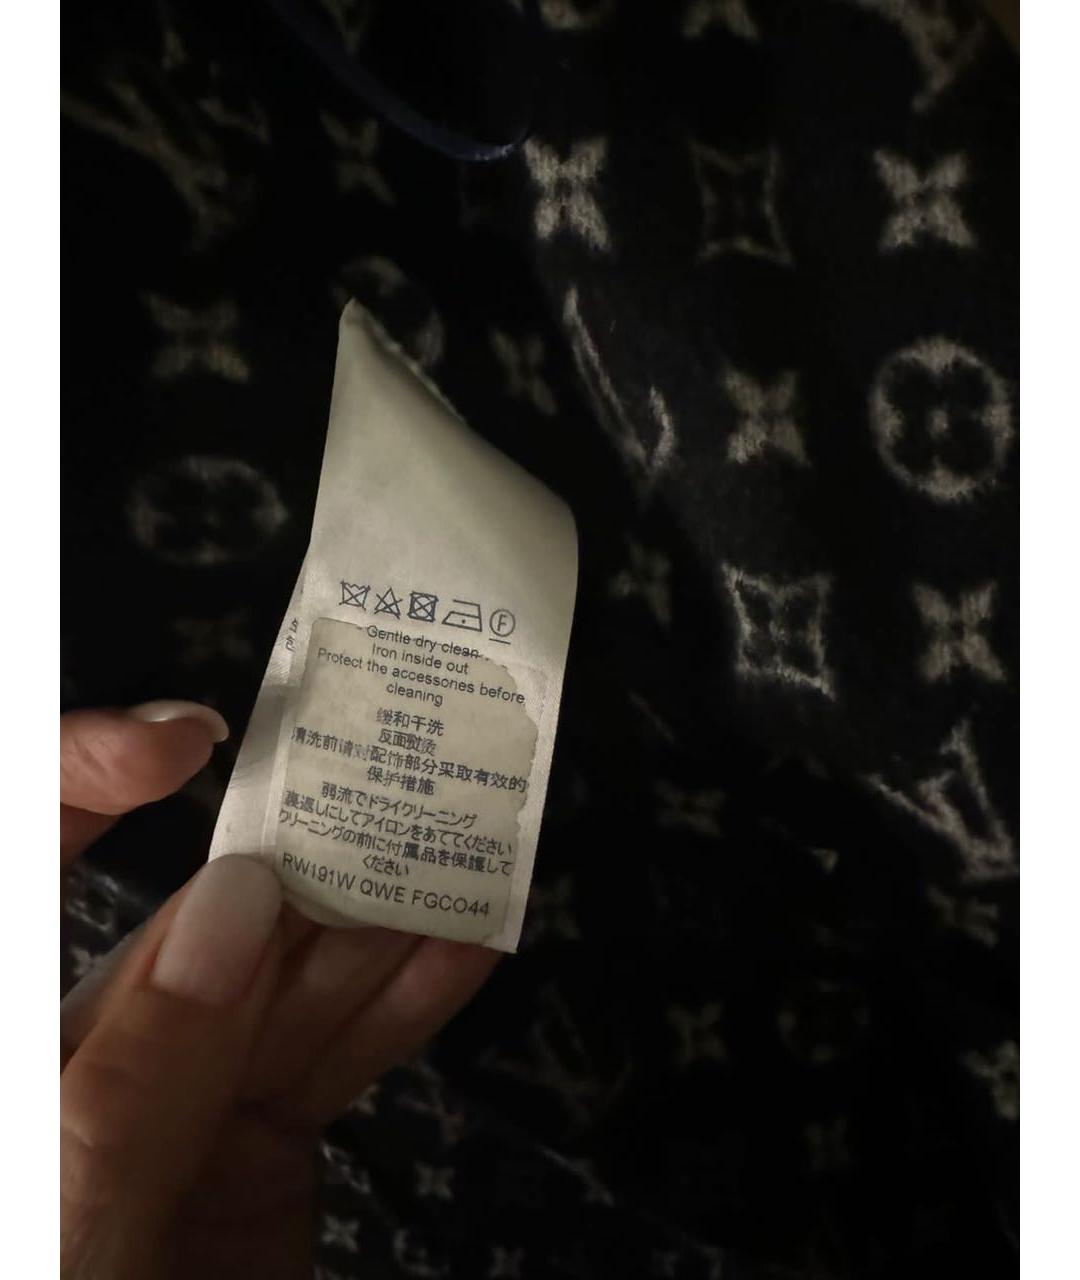 F
Gentle dry clean
Iron inside out
Protect the accessories before
cleaning
缓和干洗
反面熨烫
清洗前请对配饰部分采取有效的
保护措施
弱流でドライクリーニング
裏返しにしてアイロンをあててください
クリーニングの前に付属品を保護して
ください
RW191W QWE FGCO44